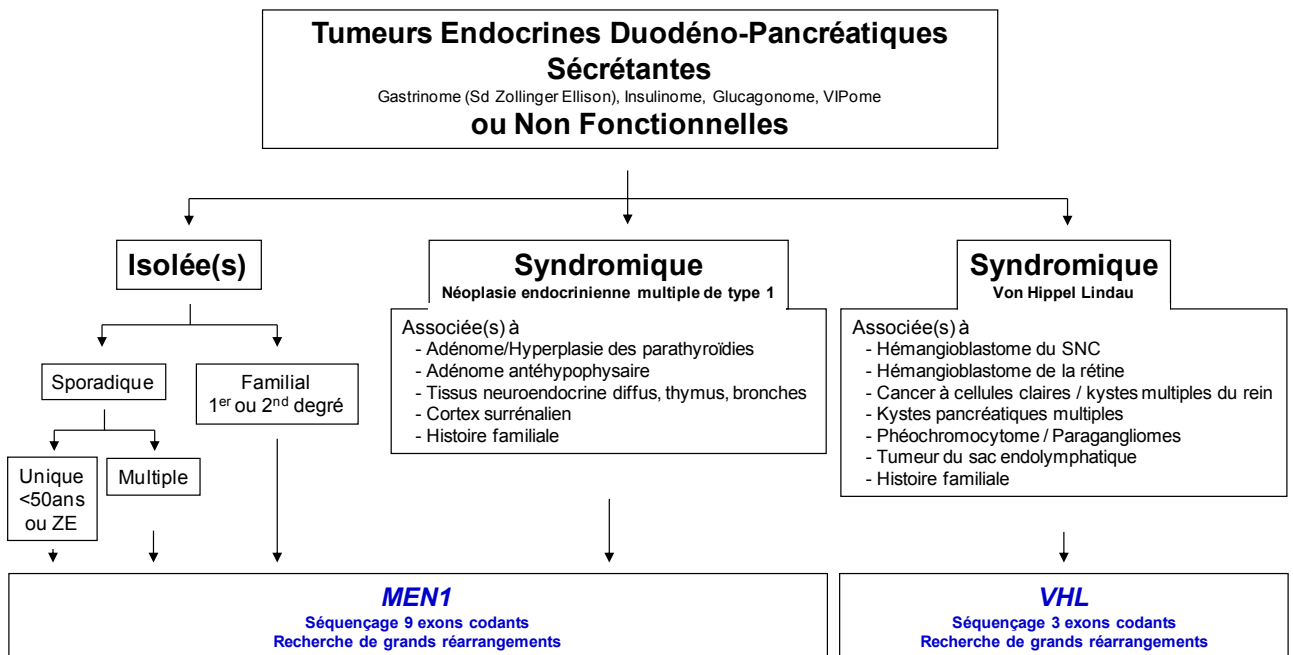 Tumeurs Endocrines Duodéno-Pancréatiques
Sécrétantes
Gastrinome (Sd Zollinger Ellison), Insulinome, Glucagonome, VIPome
ou Non Fonctionnelles
Isolée(s)
Sporadique
Familial
1er ou 2nd degré
Unique
<50ans
ou ZE
Multiple
Syndromique
Néoplasie endocrinienne multiple de type 1
Associée(s) à
- Adénome/Hyperplasie des parathyroïdies
- Adénome antéhypophysaire
- Tissus neuroendocrine diffus, thymus, bronches
- Cortex surrénalien
- Histoire familiale
Syndromique
Von Hippel Lindau
Associée(s) à
- Hémangioblastome du SNC
- Hémangioblastome de la rétine
- Cancer à cellules claires / kystes multiples du rein
- Kystes pancréatiques multiples
- Phéochromocytome / Paragangliomes
- Tumeur du sac endolymphatique
- Histoire familiale
MEN1
Séquençage 9 exons codants
Recherche de grands réarrangements
VHL
Séquençage 3 exons codants
Recherche de grands réarrangements